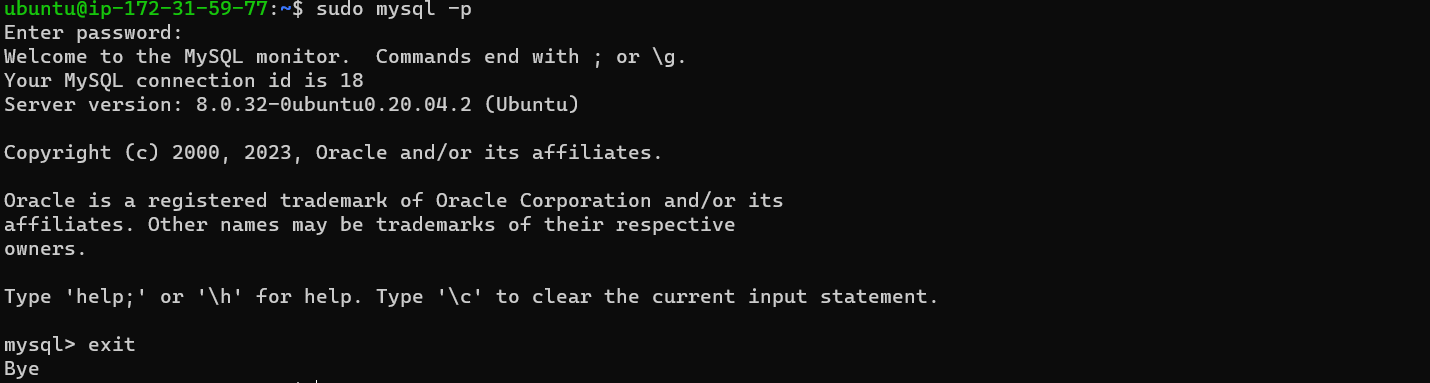 ubuntu@ip-172-31-59-77:~$ sudo mysql -p
Enter password:
Welcome to the MySQL monitor.  Commands end with ; or \g.
Your MySQL connection id is 18
Server version: 8.0.32-0ubuntu0.20.04.2 (Ubuntu)
Copyright (c) 2000, 2023, Oracle and/or its affiliates.
Oracle is a registered trademark of Oracle Corporation and/or its
affiliates. Other names may be trademarks of their respective
owners.
Type 'help;' or '\h' for help. Type '\c' to clear the current input statement.
mysql> exit
Bye